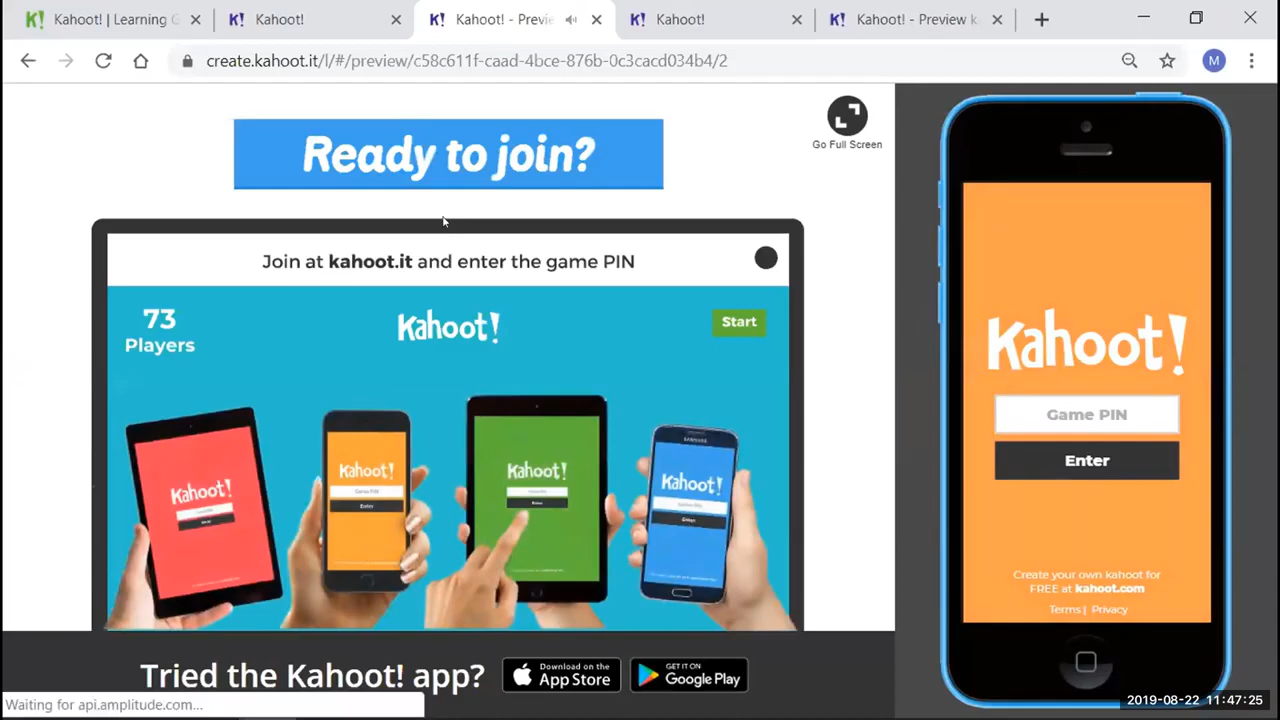 Kahoot! | Learning G
Kahoot!
Kahoot! - Previe
Kahoot!
Kahoot! - Preview k
create.kahoot.it/l/#/preview/c58c611f-caad-4bce-876b-0c3cacd034b4/2
M
Ready to join?
Go Full Screen
Join at kahoot.it and enter the game PIN
73
Players
Kahoot!
Start
Kahoot!
Kahoot!
Game PIN
Enter
Kahoot!
Kahoot!
Kahoot!
Game PIN
Enter
Create your own kahoot for
FREE at kahoot.com
Terms | Privacy
Tried the Kahoot! app?
Download on the
App Store
GET IT ON
Google Play
Waiting for api.amplitude.com...
2019-08-22 11:47:25